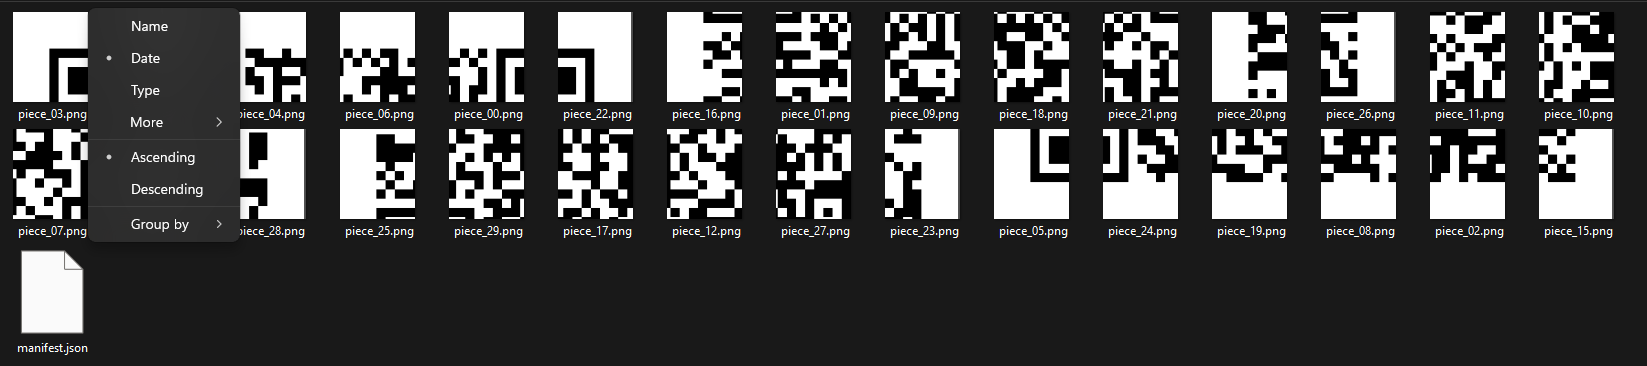 Name
Date
Type
More
Ascending
Descending
Group by
piece_03.png
piece_04.png
piece_06.png
piece_00.png
piece_22.png
piece_16.png
piece_01.png
piece_09.png
piece_18.png
piece_21.png
piece_20.png
piece_26.png
piece_11.png
piece_10.png
piece_07.png
piece_28.png
piece_25.png
piece_29.png
piece_17.png
piece_12.png
piece_27.png
piece_23.png
piece_05.png
piece_24.png
piece_19.png
piece_08.png
piece_02.png
piece_15.png
manifest.json